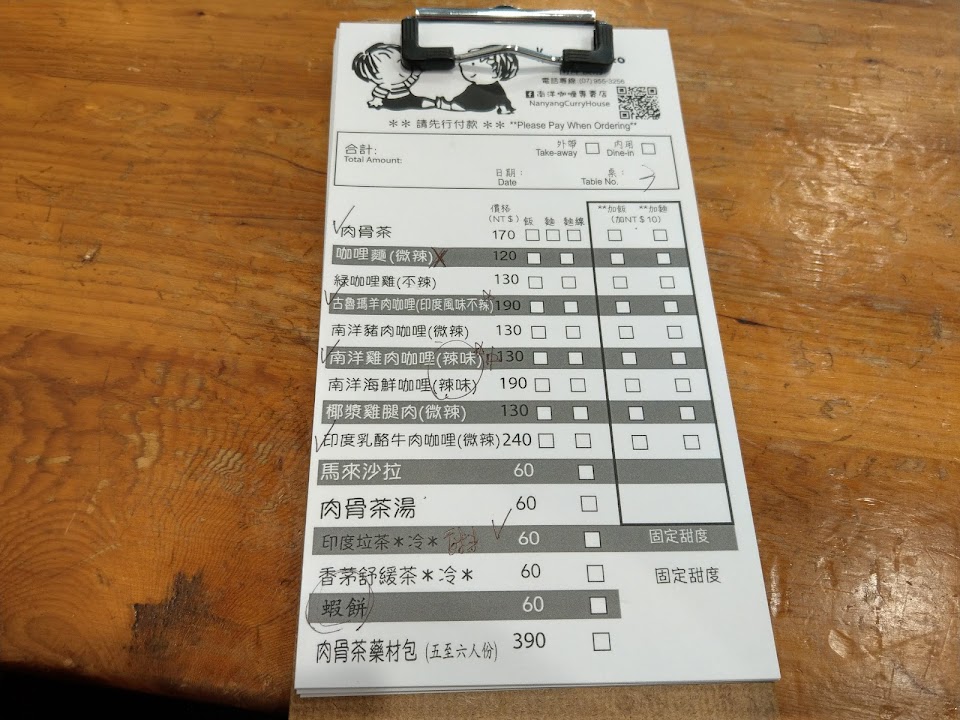 電話專線:(07)955-3256
南洋咖哩專賣店
NanyangCurryHouse
** 請先行付款 ** **Please Pay When Ordering**
合計: 外帶 內用
Total Amount: Take-away Dine-in
日期: 桌:
Date Table No.
價格 **加飯 **加麵
(NT$) 飯 麵 麵線 (加NT$10)
肉骨茶 170
咖哩麵(微辣) 120
綠咖哩雞(不辣) 130
古魯瑪羊肉咖哩(印度風味不辣) 190
南洋豬肉咖哩(微辣) 130
南洋雞肉咖哩(辣味) 130
南洋海鮮咖哩(辣味) 190
椰漿雞腿肉(微辣) 130
印度乳酪牛肉咖哩(微辣) 240
馬來沙拉 60
肉骨茶湯 60
印度垃茶*冷* 60 固定甜度
香茅舒緩茶*冷* 60 固定甜度
蝦餅 60
肉骨茶藥材包 (五至六人份) 390